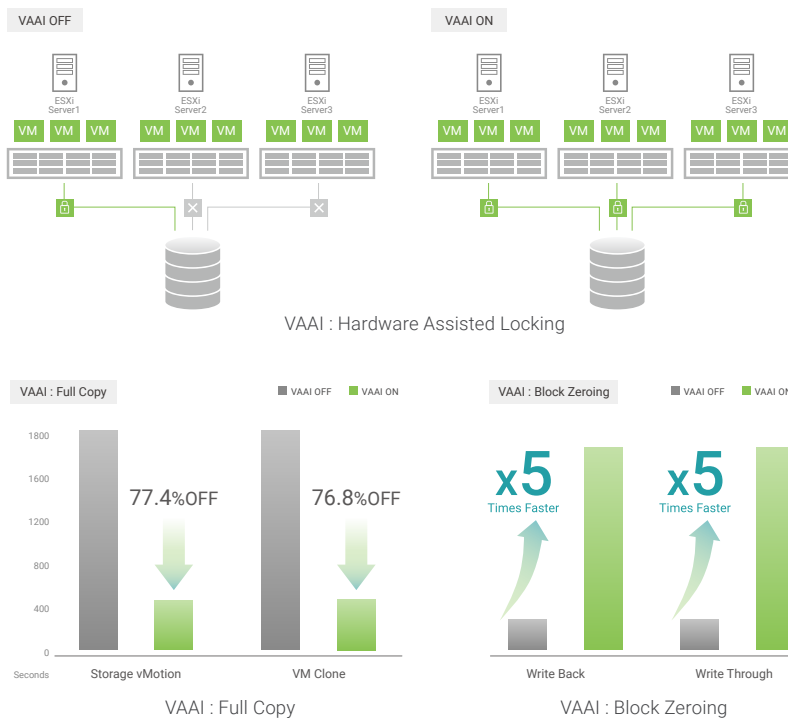 VAAI OFF
ESXi
Server1
ESXi
Server2
ESXi
Server3
VM VM VM VM VM VM VM VM VM
VAAI ON
ESXi
Server1
ESXi
Server2
ESXi
Server3
VM VM VM VM VM VM VM VM VM
VAAI : Hardware Assisted Locking
VAAI : Full Copy
VAAI OFF VAAI ON
1800
1600
1200
800
400
0
Seconds
77.4%OFF
76.8%OFF
Storage vMotion VM Clone
VAAI : Full Copy
VAAI : Block Zeroing
VAAI OFF VAAI ON
x5
Times Faster
x5
Times Faster
Write Back Write Through
VAAI : Block Zeroing